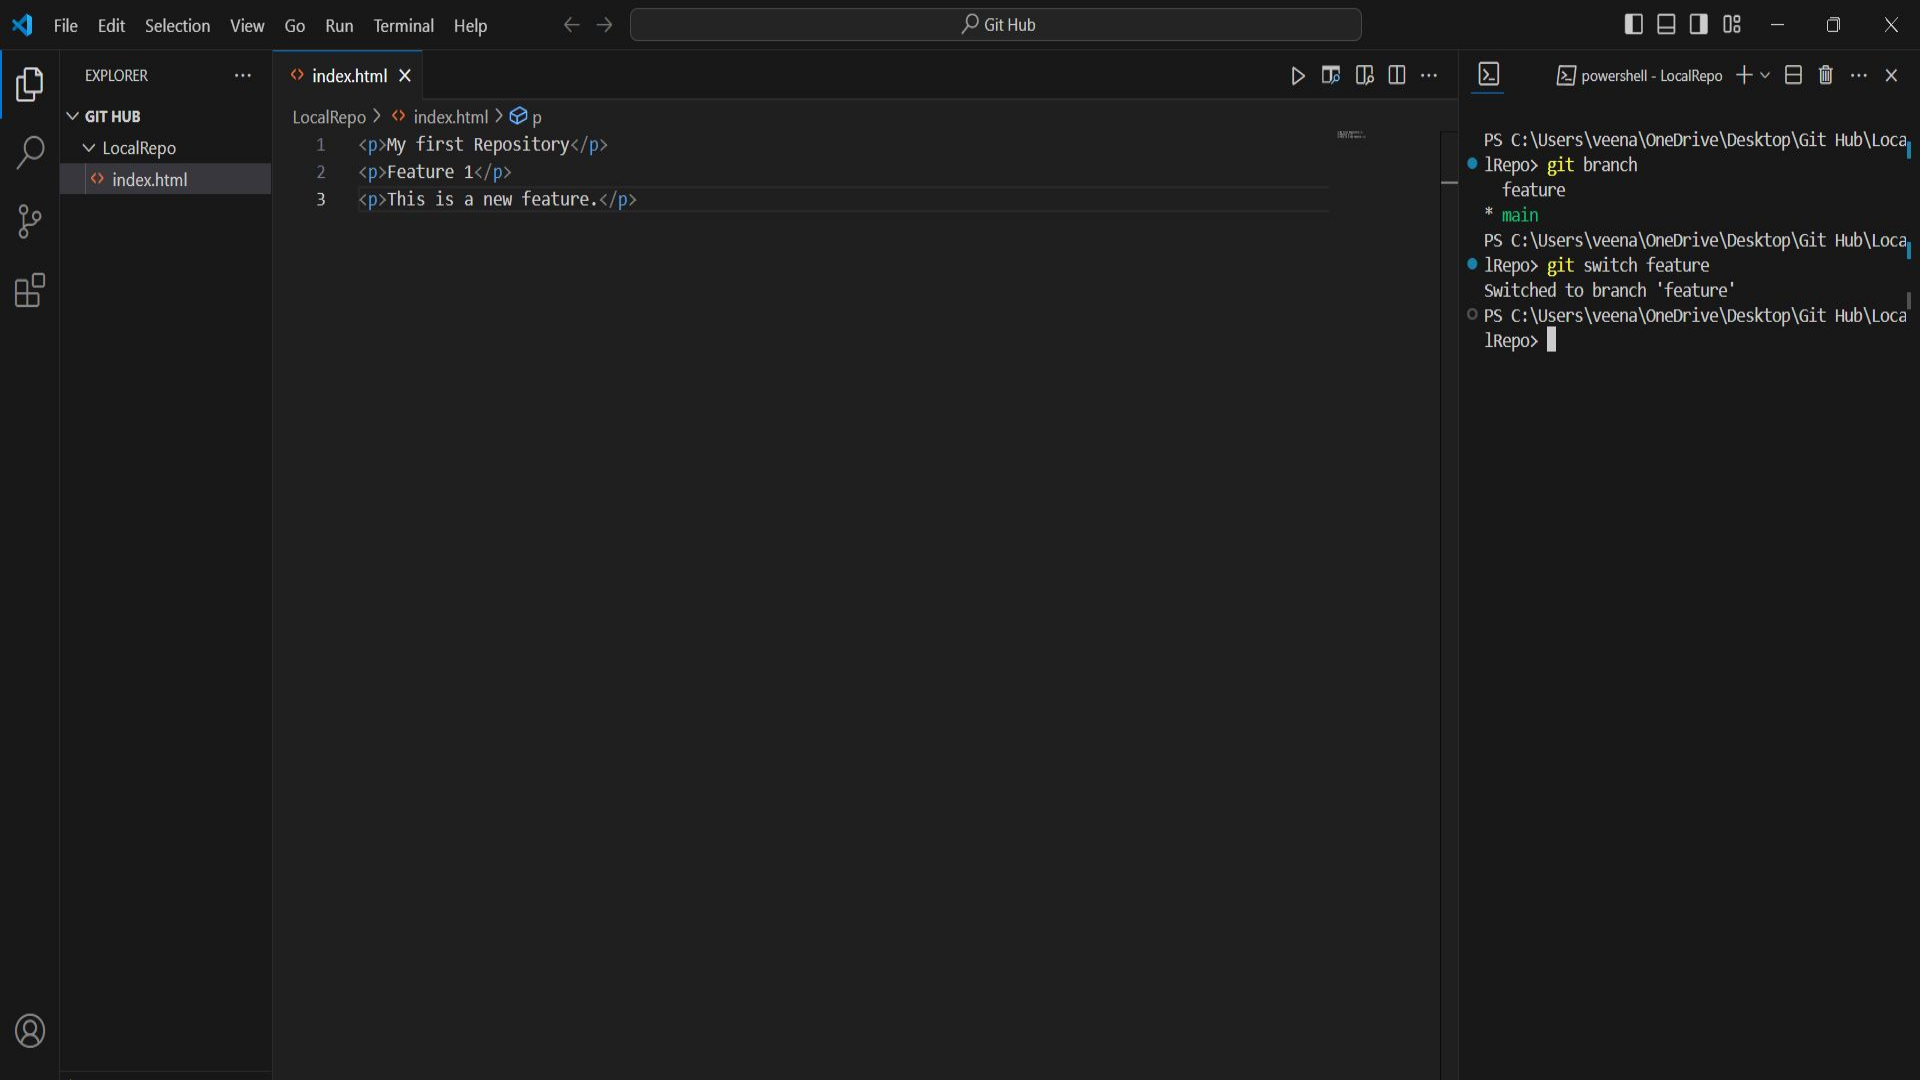 File Edit Selection View Go Run Terminal Help Git Hub
EXPLORER
GIT HUB
LocalRepo
index.html
index.html
LocalRepo > index.html > p
1 <p>My first Repository</p>
2 <p>Feature 1</p>
3 <p>This is a new feature.</p>
powershell - LocalRepo
PS C:\Users\veena\OneDrive\Desktop\Git Hub\Loca
lRepo> git branch
feature
* main
PS C:\Users\veena\OneDrive\Desktop\Git Hub\Loca
lRepo> git switch feature
Switched to branch 'feature'
PS C:\Users\veena\OneDrive\Desktop\Git Hub\Loca
lRepo>